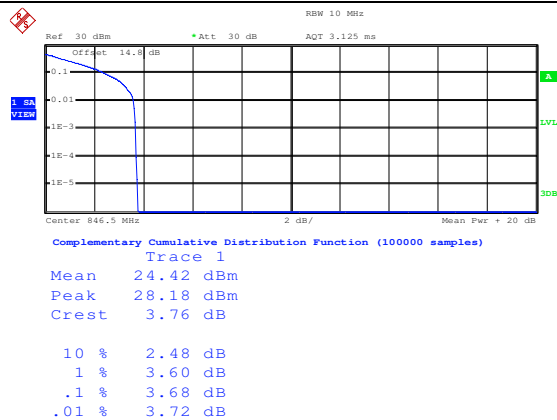 RBW 10 MHz
Ref 30 dBm *Att 30 dB AQT 3.125 ms
Offset 14.8 dB
0.1
A
0.01
1 SA
VIEW
1E-3
LVL
1E-4
1E-5
3DB
Center 846.5 MHz 2 dB/ Mean Pwr + 20 dB
Complementary Cumulative Distribution Function (100000 samples)
Trace 1
Mean 24.42 dBm
Peak 28.18 dBm
Crest 3.76 dB
10 % 2.48 dB
1 % 3.60 dB
.1 % 3.68 dB
.01 % 3.72 dB